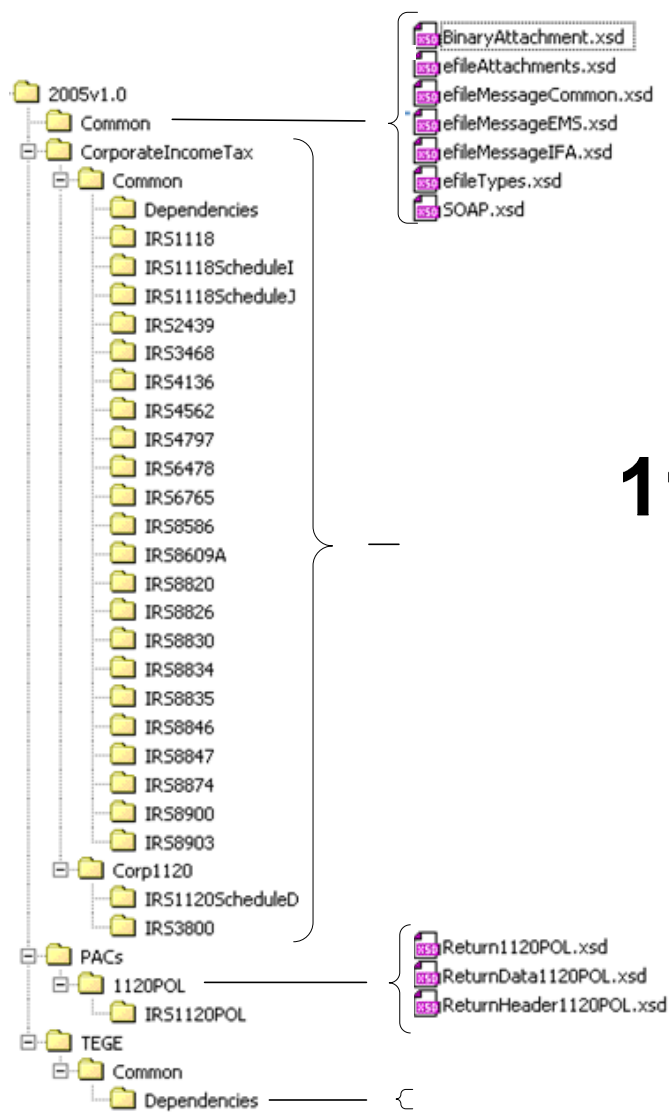 2005v1.0
Common
CorporateIncomeTax
Common
Dependencies
IRS1118
IRS1118ScheduleI
IRS1118ScheduleJ
IRS2439
IRS3468
IRS4136
IRS4562
IRS4797
IRS6478
IRS6765
IRS8586
IRS8609A
IRS8820
IRS8826
IRS8830
IRS8834
IRS8835
IRS8846
IRS8847
IRS8874
IRS8900
IRS8903
Corp1120
IRS1120ScheduleD
IRS3800
PACs
1120POL
IRS1120POL
TEGE
Common
Dependencies
BinaryAttachment.xsd
efileAttachments.xsd
efileMessageCommon.xsd
efileMessageEMS.xsd
efileMessageIFA.xsd
efileTypes.xsd
SOAP.xsd
Return1120POL.xsd
ReturnData1120POL.xsd
ReturnHeader1120POL.xsd